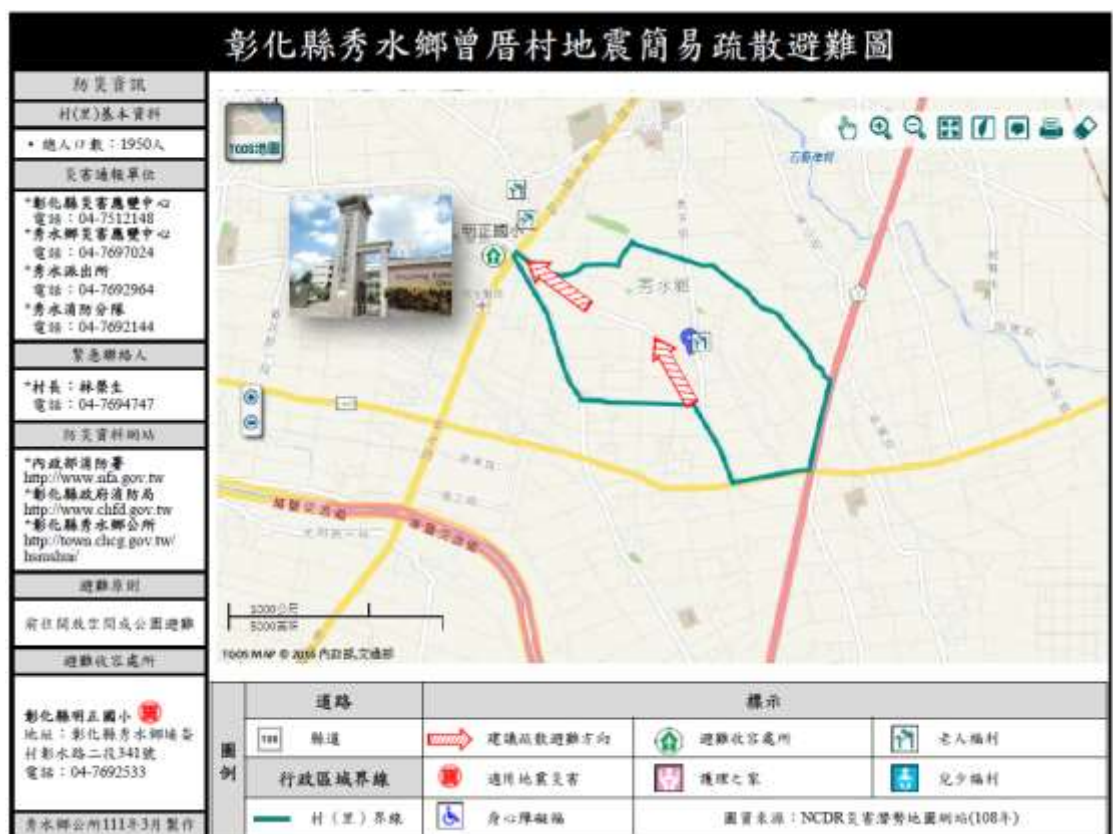 彰化縣秀水鄉曾厝村地震簡易疏散避難圖
防災資訊
村(里)基本資料
• 總人口數：1950人
災害通報單位
*彰化縣災害應變中心
電話：04-7512148
*秀水鄉災害應變中心
電話：04-7697024
*秀水派出所
電話：04-7692964
*秀水消防分隊
電話：04-7692144
緊急聯絡人
*村長：林榮生
電話：04-7694747
防災資料網站
*內政部消防署
http://www.nfa.gov.tw
*彰化縣政府消防局
http://www.chfd.gov.tw
*彰化縣秀水鄉公所
http://town.chcg.gov.tw/
避難原則
前往開放空間或公園避難
避難收容處所
彰化縣明正國小
地址：彰化縣秀水鄉埔崙
村彰水路二段341號
電話：04-7692533
秀水鄉公所111年3月製作
TGOS地圖
明正國小
秀水鄉
石筍排
TGOS MAP © 2016 內政部,交通部
圖例
道路
標示
縣道
建議疏散避難方向
避難收容處所
老人福利
行政區域界線
適用地震災害
護理之家
兒少福利
村（里）界線
身心障礙福
圖資來源：NCDR災害潛勢地圖網站(108年)